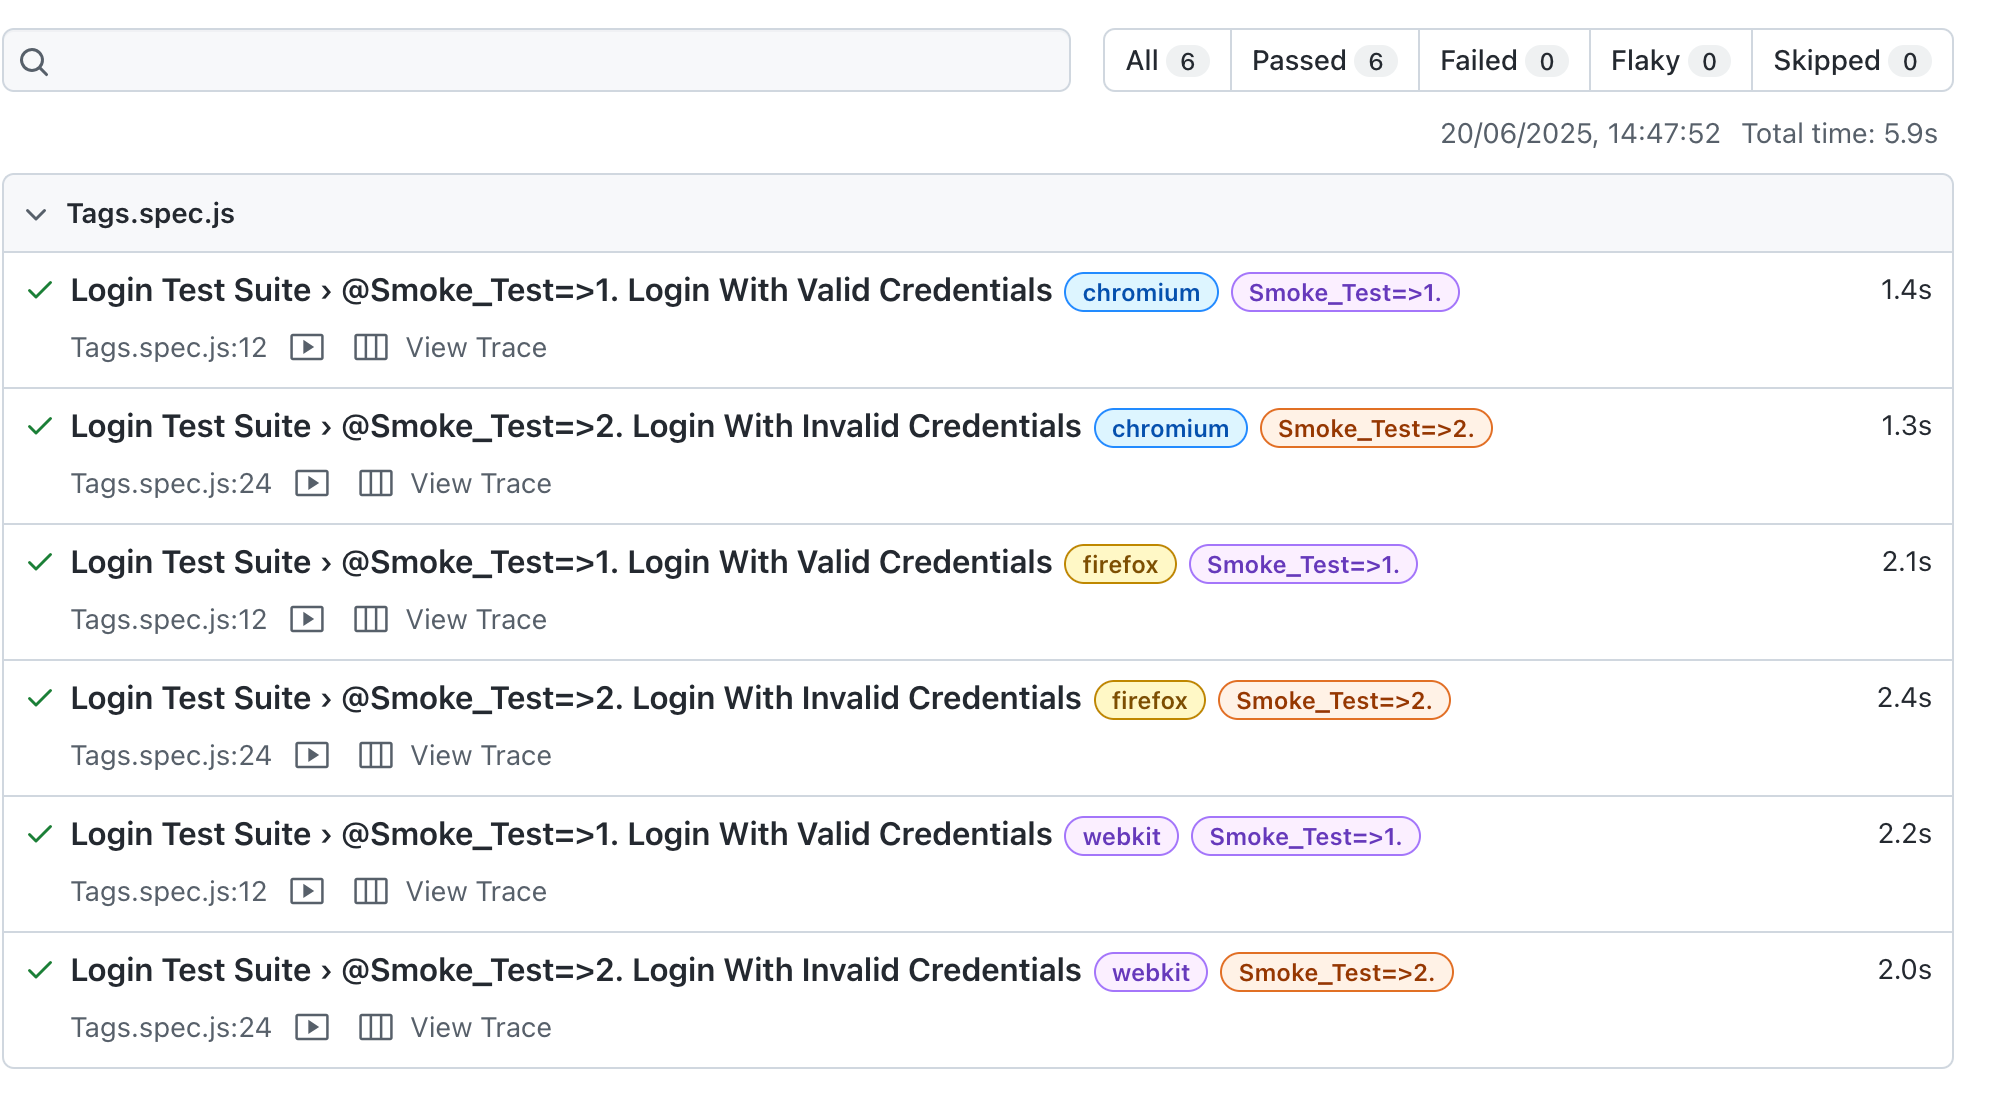 All 6 Passed 6 Failed 0 Flaky 0 Skipped 0
20/06/2025, 14:47:52 Total time: 5.9s
Tags.spec.js
Login Test Suite › @Smoke_Test=>1. Login With Valid Credentials chromium Smoke_Test=>1. 1.4s
Tags.spec.js:12 View Trace
Login Test Suite › @Smoke_Test=>2. Login With Invalid Credentials chromium Smoke_Test=>2. 1.3s
Tags.spec.js:24 View Trace
Login Test Suite › @Smoke_Test=>1. Login With Valid Credentials firefox Smoke_Test=>1. 2.1s
Tags.spec.js:12 View Trace
Login Test Suite › @Smoke_Test=>2. Login With Invalid Credentials firefox Smoke_Test=>2. 2.4s
Tags.spec.js:24 View Trace
Login Test Suite › @Smoke_Test=>1. Login With Valid Credentials webkit Smoke_Test=>1. 2.2s
Tags.spec.js:12 View Trace
Login Test Suite › @Smoke_Test=>2. Login With Invalid Credentials webkit Smoke_Test=>2. 2.0s
Tags.spec.js:24 View Trace